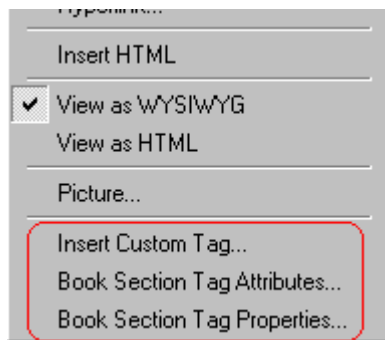 Hyperlink...
Insert HTML
View as WYSIWYG
View as HTML
Picture...
Insert Custom Tag...
Book Section Tag Attributes...
Book Section Tag Properties...